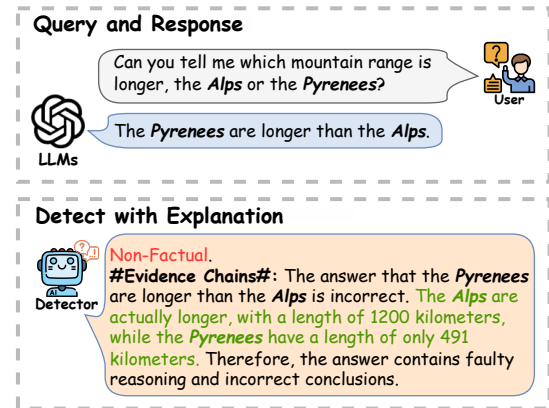 Query and Response
Can you tell me which mountain range is
longer, the Alps or the Pyrenees?
?
User
The Pyrenees are longer than the Alps.
LLMs
Detect with Explanation
?
!
AI
Detector
Non-Factual.
#Evidence Chains#: The answer that the Pyrenees
are longer than the Alps is incorrect. The Alps are
actually longer, with a length of 1200 kilometers,
while the Pyrenees have a length of only 491
kilometers. Therefore, the answer contains faulty
reasoning and incorrect conclusions.